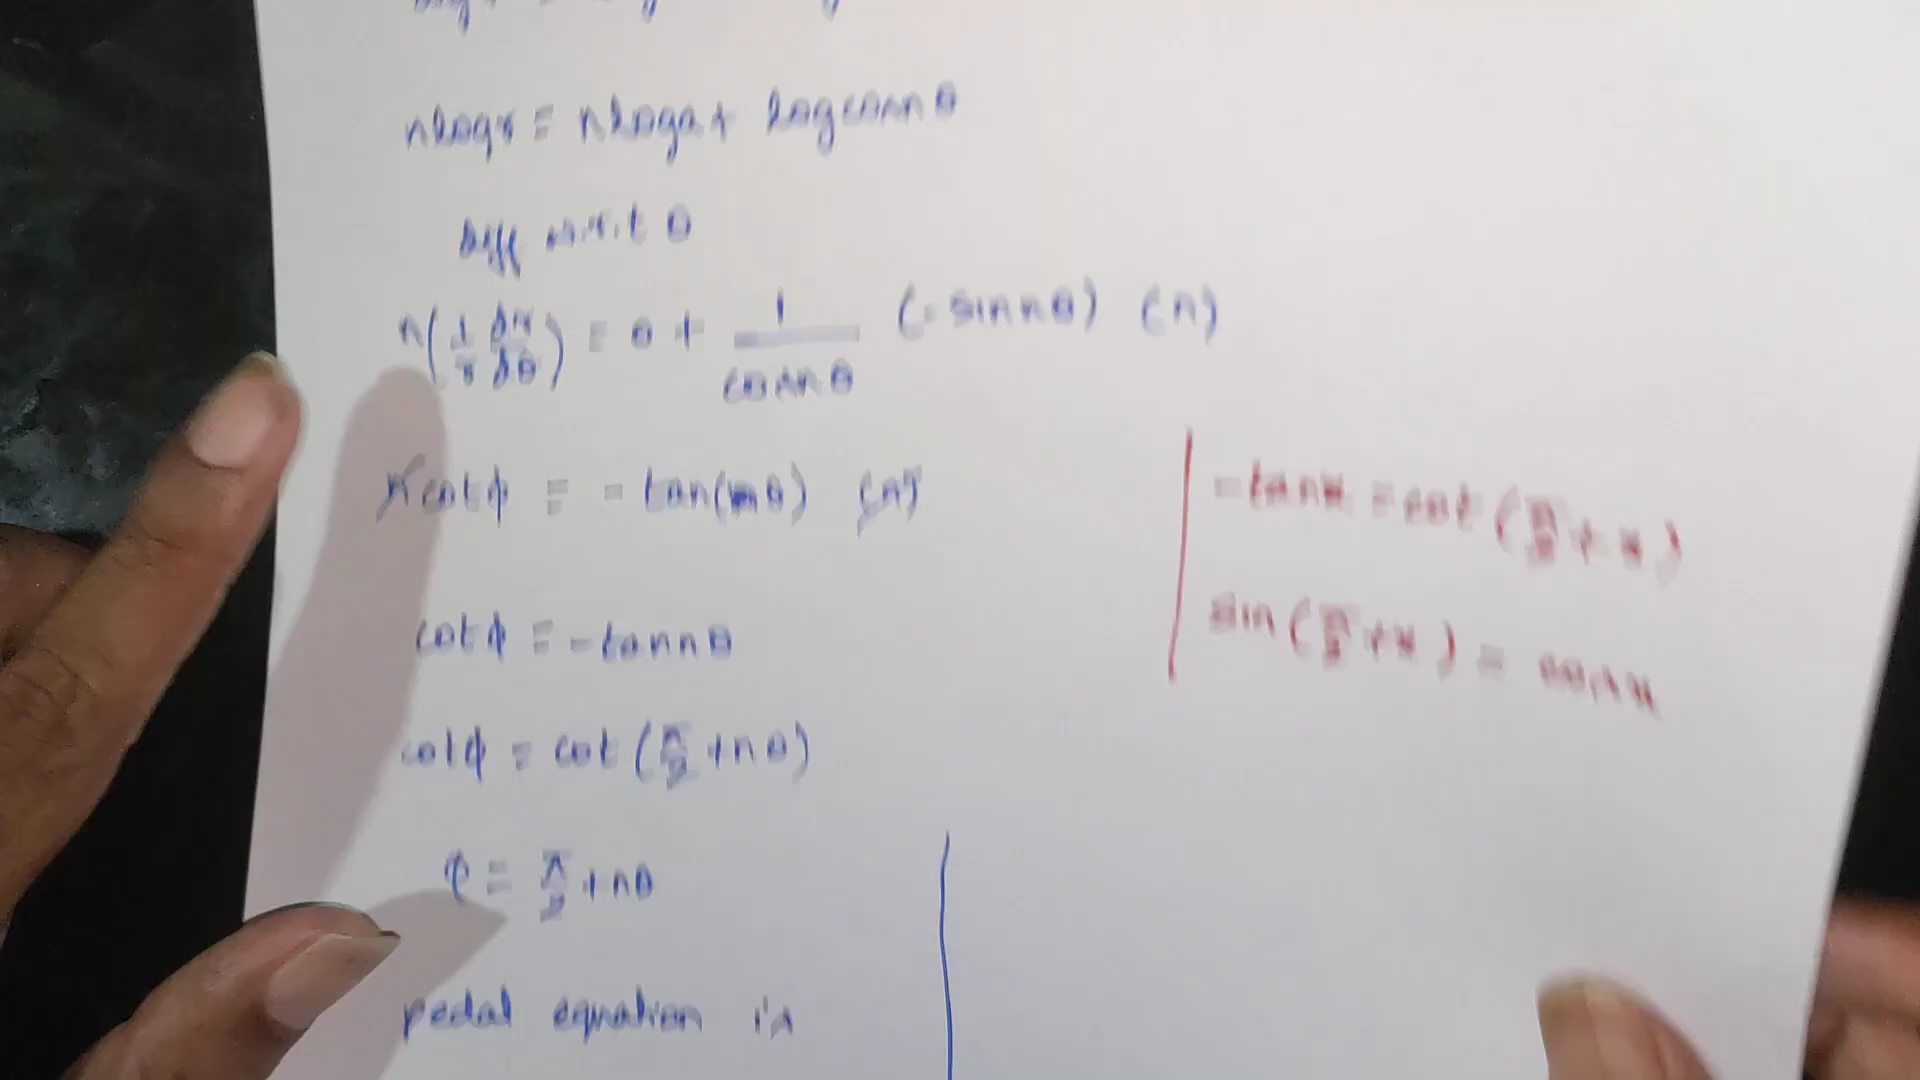 nlogr = nloga + logcosnθ
diff w.r.t θ
n(1/r dr/dθ) = 0 + 1/cosnθ (-sinnθ) (n)
ncotφ = -tan(nθ) (n)
cotφ = -tannθ
cotφ = cot(π/2 + nθ)
φ = π/2 + nθ
pedal equation is
-tanx = cot(π/2 + x)
sin(π/2 + x) = cosx